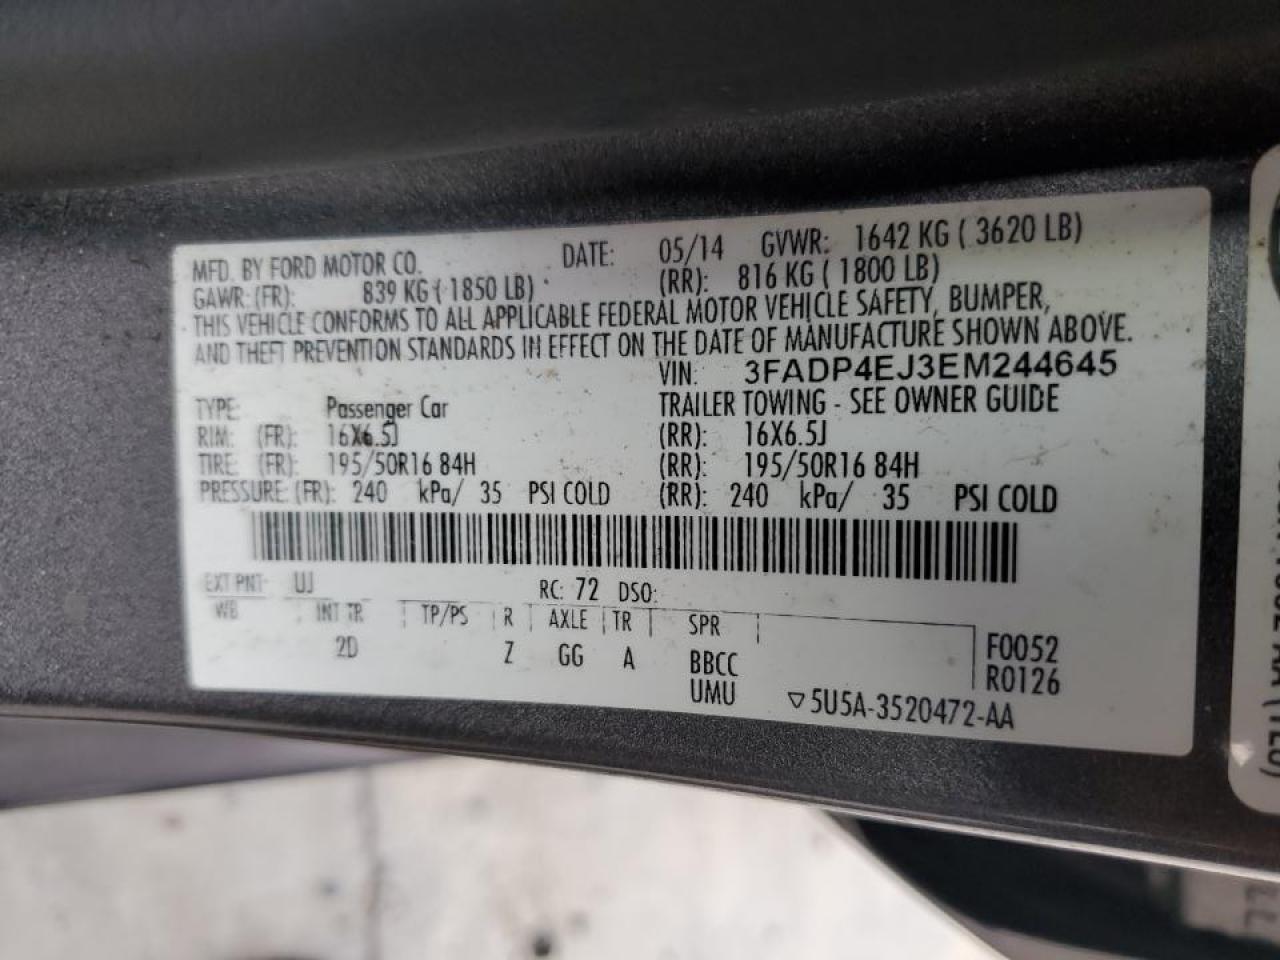 MFD. BY FORD MOTOR CO. DATE: 05/14 GVWR: 1642 KG ( 3620 LB)
GAWR: (FR): 839 KG ( 1850 LB) (RR): 816 KG ( 1800 LB)
THIS VEHICLE CONFORMS TO ALL APPLICABLE FEDERAL MOTOR VEHICLE SAFETY, BUMPER,
AND THEFT PREVENTION STANDARDS IN EFFECT ON THE DATE OF MANUFACTURE SHOWN ABOVE.
VIN: 3FADP4EJ3EM244645
TYPE: Passenger Car TRAILER TOWING - SEE OWNER GUIDE
RIM: (FR): 16X6.5J (RR): 16X6.5J
TIRE: (FR): 195/50R16 84H (RR): 195/50R16 84H
PRESSURE: (FR): 240 kPa/ 35 PSI COLD (RR): 240 kPa/ 35 PSI COLD
EXT PNT: UJ RC: 72 DSO:
WB INT TR TP/PS R AXLE TR SPR
2D Z GG A BBCC
UMU
F0052
R0126
▽5U5A-3520472-AA